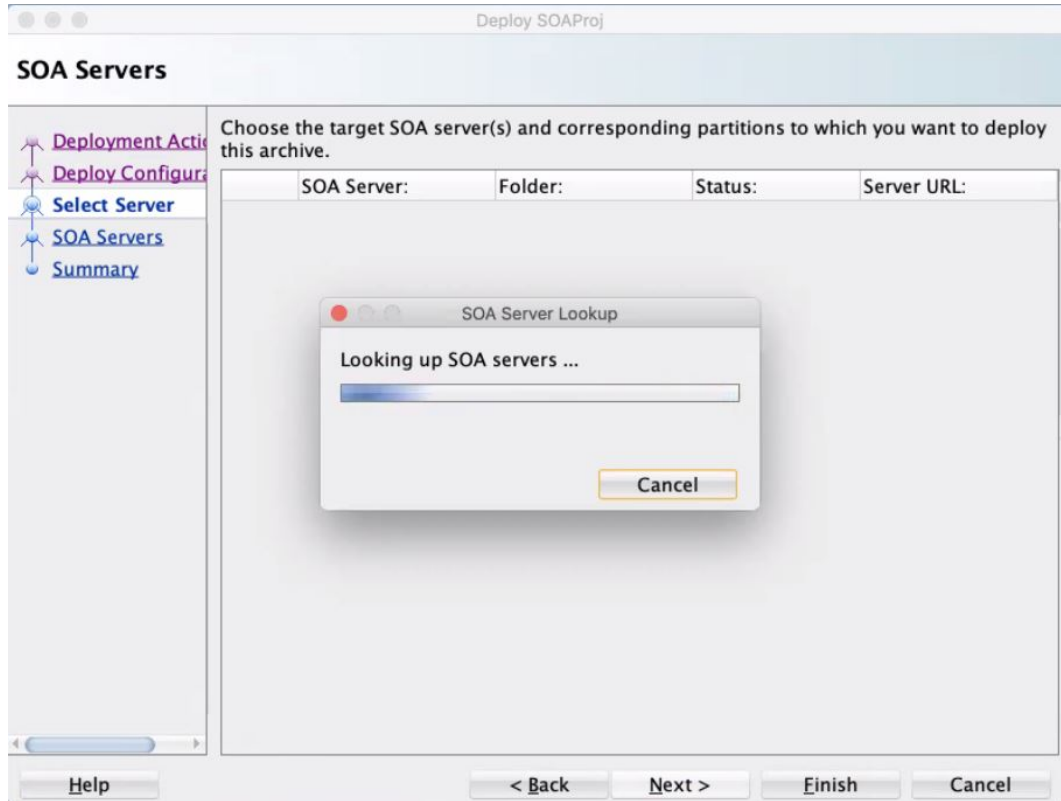 Deploy SOAProj
SOA Servers
Deployment Actic
Deploy Configura
Select Server
SOA Servers
Summary
Choose the target SOA server(s) and corresponding partitions to which you want to deploy
this archive.
SOA Server: Folder: Status: Server URL:
SOA Server Lookup
Looking up SOA servers ...
Cancel
Help < Back Next > Finish Cancel